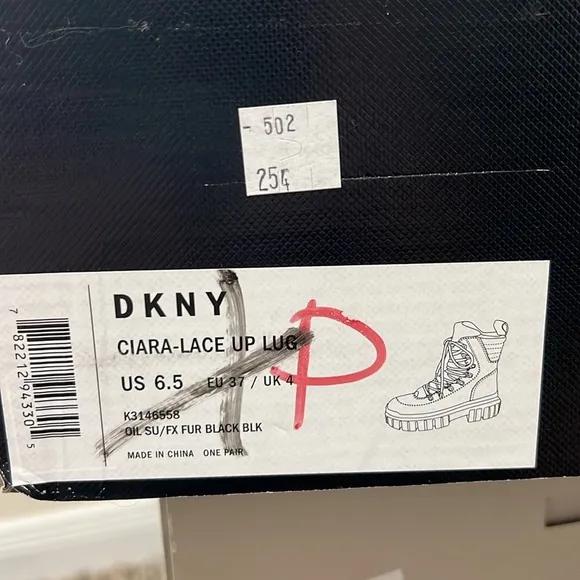 - 502
254
DKNY
CIARA-LACE UP LUG
US 6.5 EU 37 / UK 4
K3146558
OIL SU/FX FUR BLACK BLK
MADE IN CHINA ONE PAIR
P
7 82212 94330 5